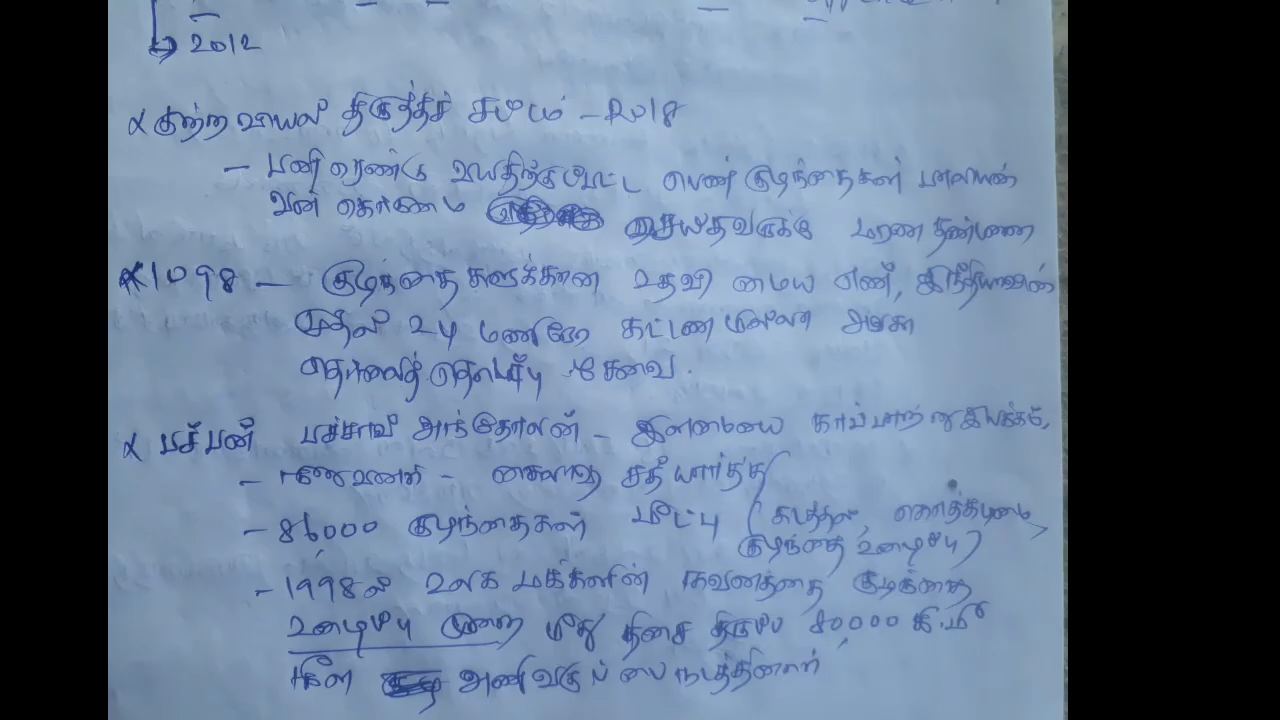 ↳ 2012
குற்றவியல் திருத்தச் சட்டம் - 2018
- பனிரெண்டு வயதிற்குட்பட்ட பெண் குழந்தைகள் பாலியன்
வன் கொடுமை செய்தவருக்கு மரண தண்டனை
1098 - குழந்தைகளுக்கான உதவி மைய எண், இந்தியாவின்
முதல் 24 மணிநேர கட்டணமில்லா அவசர
தொலைத் தொடர்பு சேவை.
பச்பன் பச்சாவ் அந்தோலன் - இளமையை காப்பாற்று இயக்கம்,
- நிறுவனர் - கைலாஷ் சத்யார்த்தி
- 86000 குழந்தைகள் மீட்பு (கடத்தல், கொத்தடிமை,
குழந்தை உழைப்பு)
- 1998ல் உலக மக்களின் கவனத்தை குழந்தை
உழைப்பு முறை மீது திசை திருப்ப 80,000 கி.மீ
நீள அணிவகுப்பை நடத்தினார்